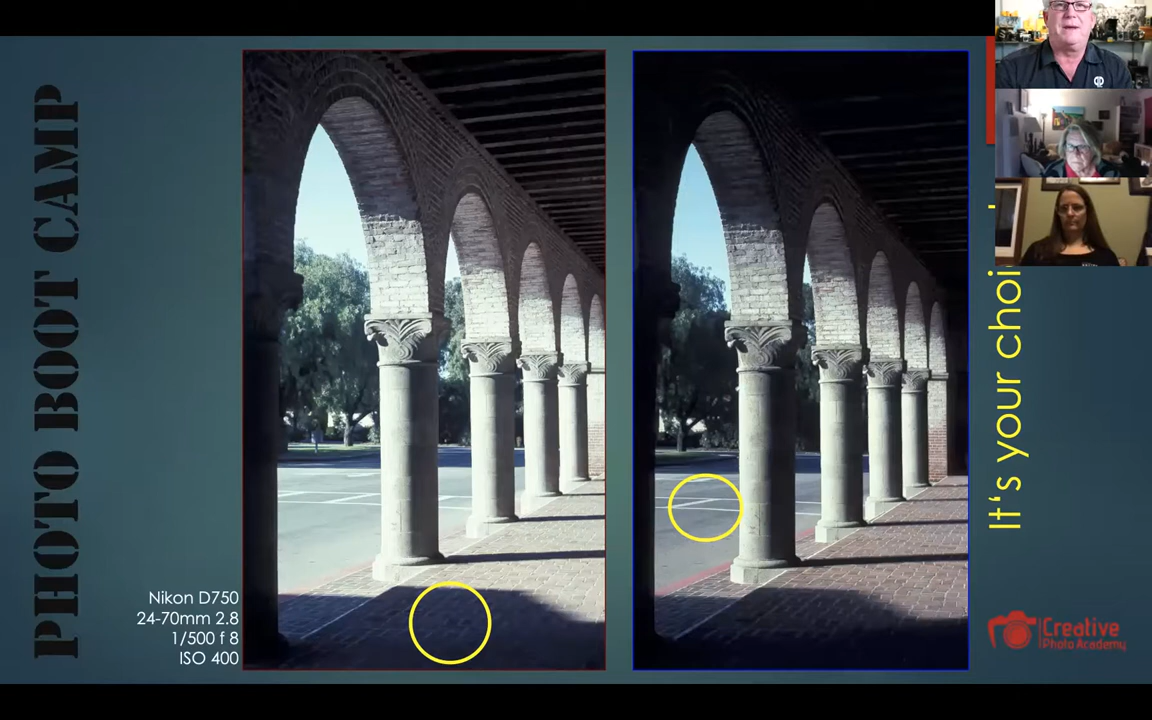 PHOTO BOOT CAMP
Nikon D750
24-70mm 2.8
1/500 f 8
ISO 400
It's your choi
Creative
Photo Academy